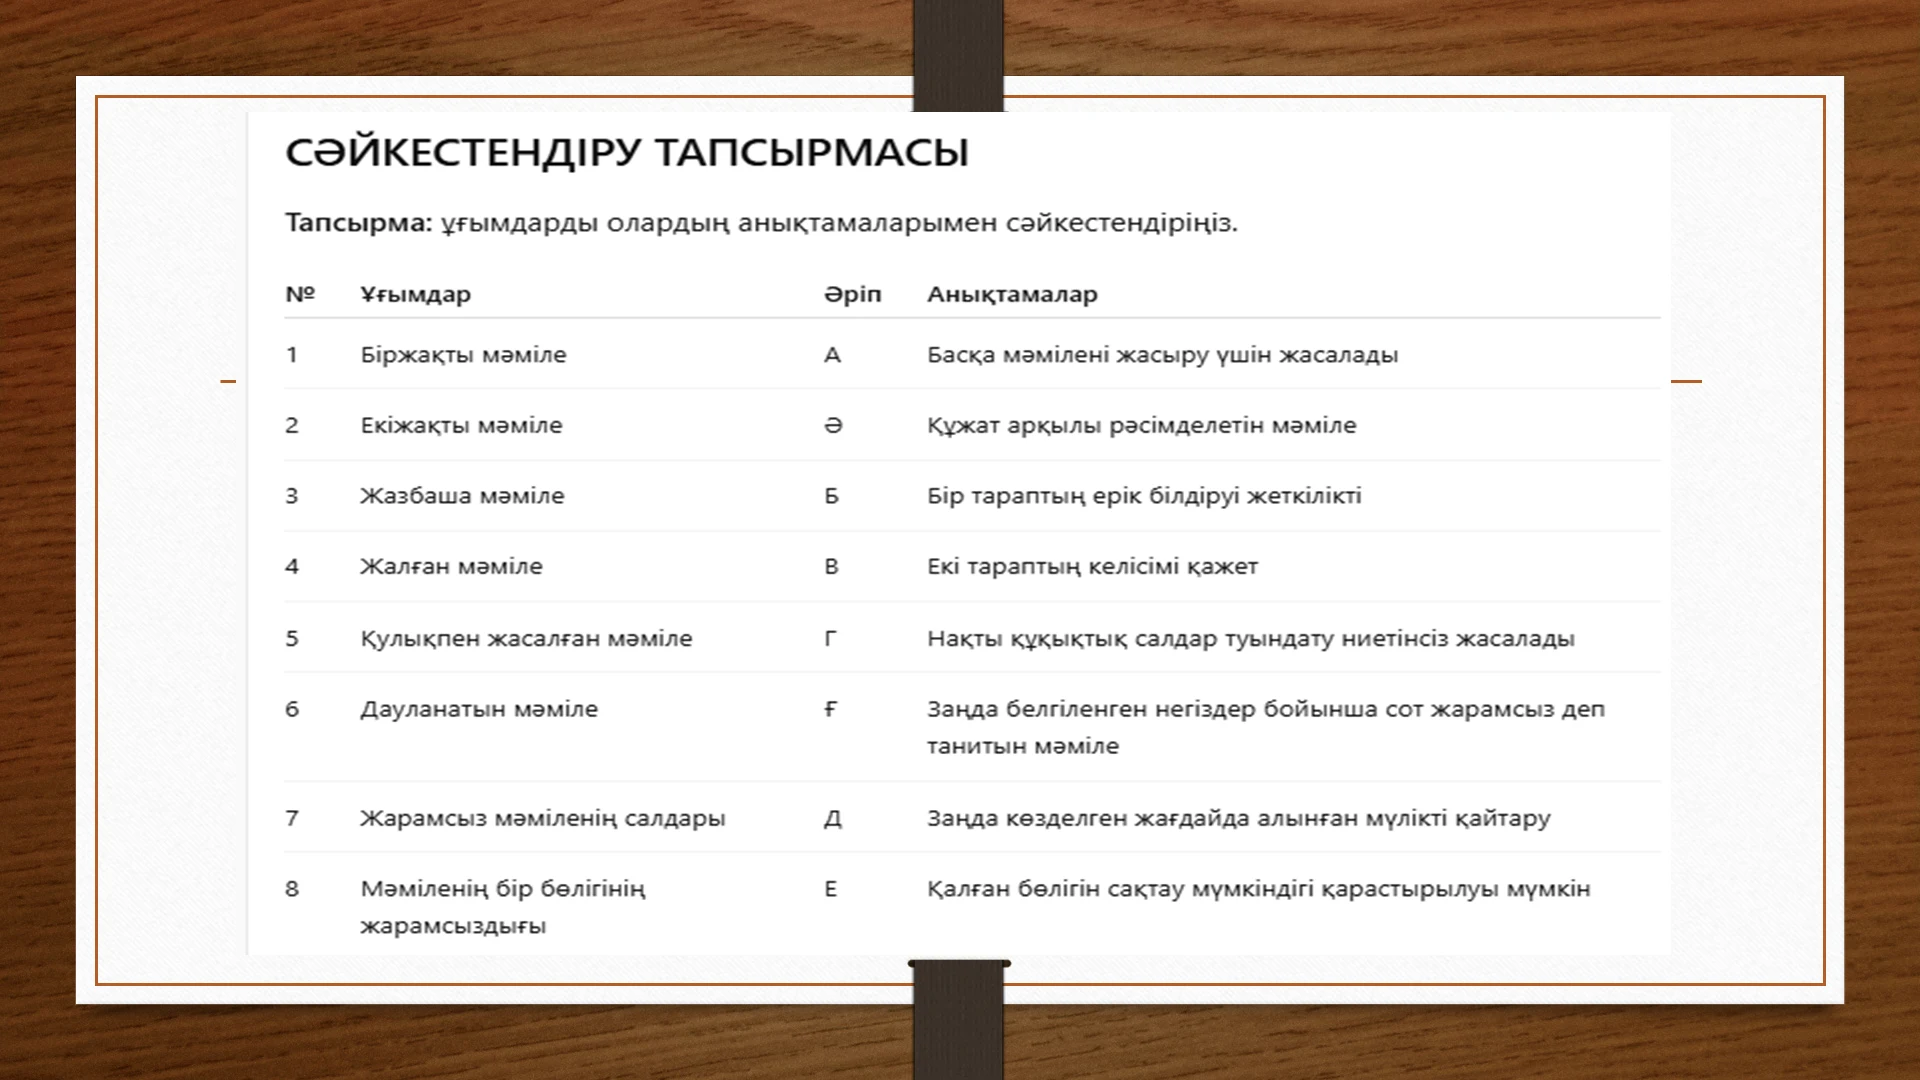 СӘЙКЕСТЕНДІРУ ТАПСЫРМАСЫ
Тапсырма: ұғымдарды олардың анықтамаларымен сәйкестендіріңіз.
№ Ұғымдар Әріп Анықтамалар
1 Біржақты мәміле А Басқа мәмілені жасыру үшін жасалады
2 Екіжақты мәміле Ә Құжат арқылы рәсімделетін мәміле
3 Жазбаша мәміле Б Бір тараптың ерік білдіруі жеткілікті
4 Жалған мәміле В Екі тараптың келісімі қажет
5 Қулықпен жасалған мәміле Г Нақты құқықтық салдар туындату ниетінсіз жасалады
6 Дауланатын мәміле Ғ Заңда белгіленген негіздер бойынша сот жарамсыз деп
танитын мәміле
7 Жарамсыз мәміленің салдары Д Заңда көзделген жағдайда алынған мүлікті қайтару
8 Мәміленің бір бөлігінің Е Қалған бөлігін сақтау мүмкіндігі қарастырылуы мүмкін
жарамсыздығы